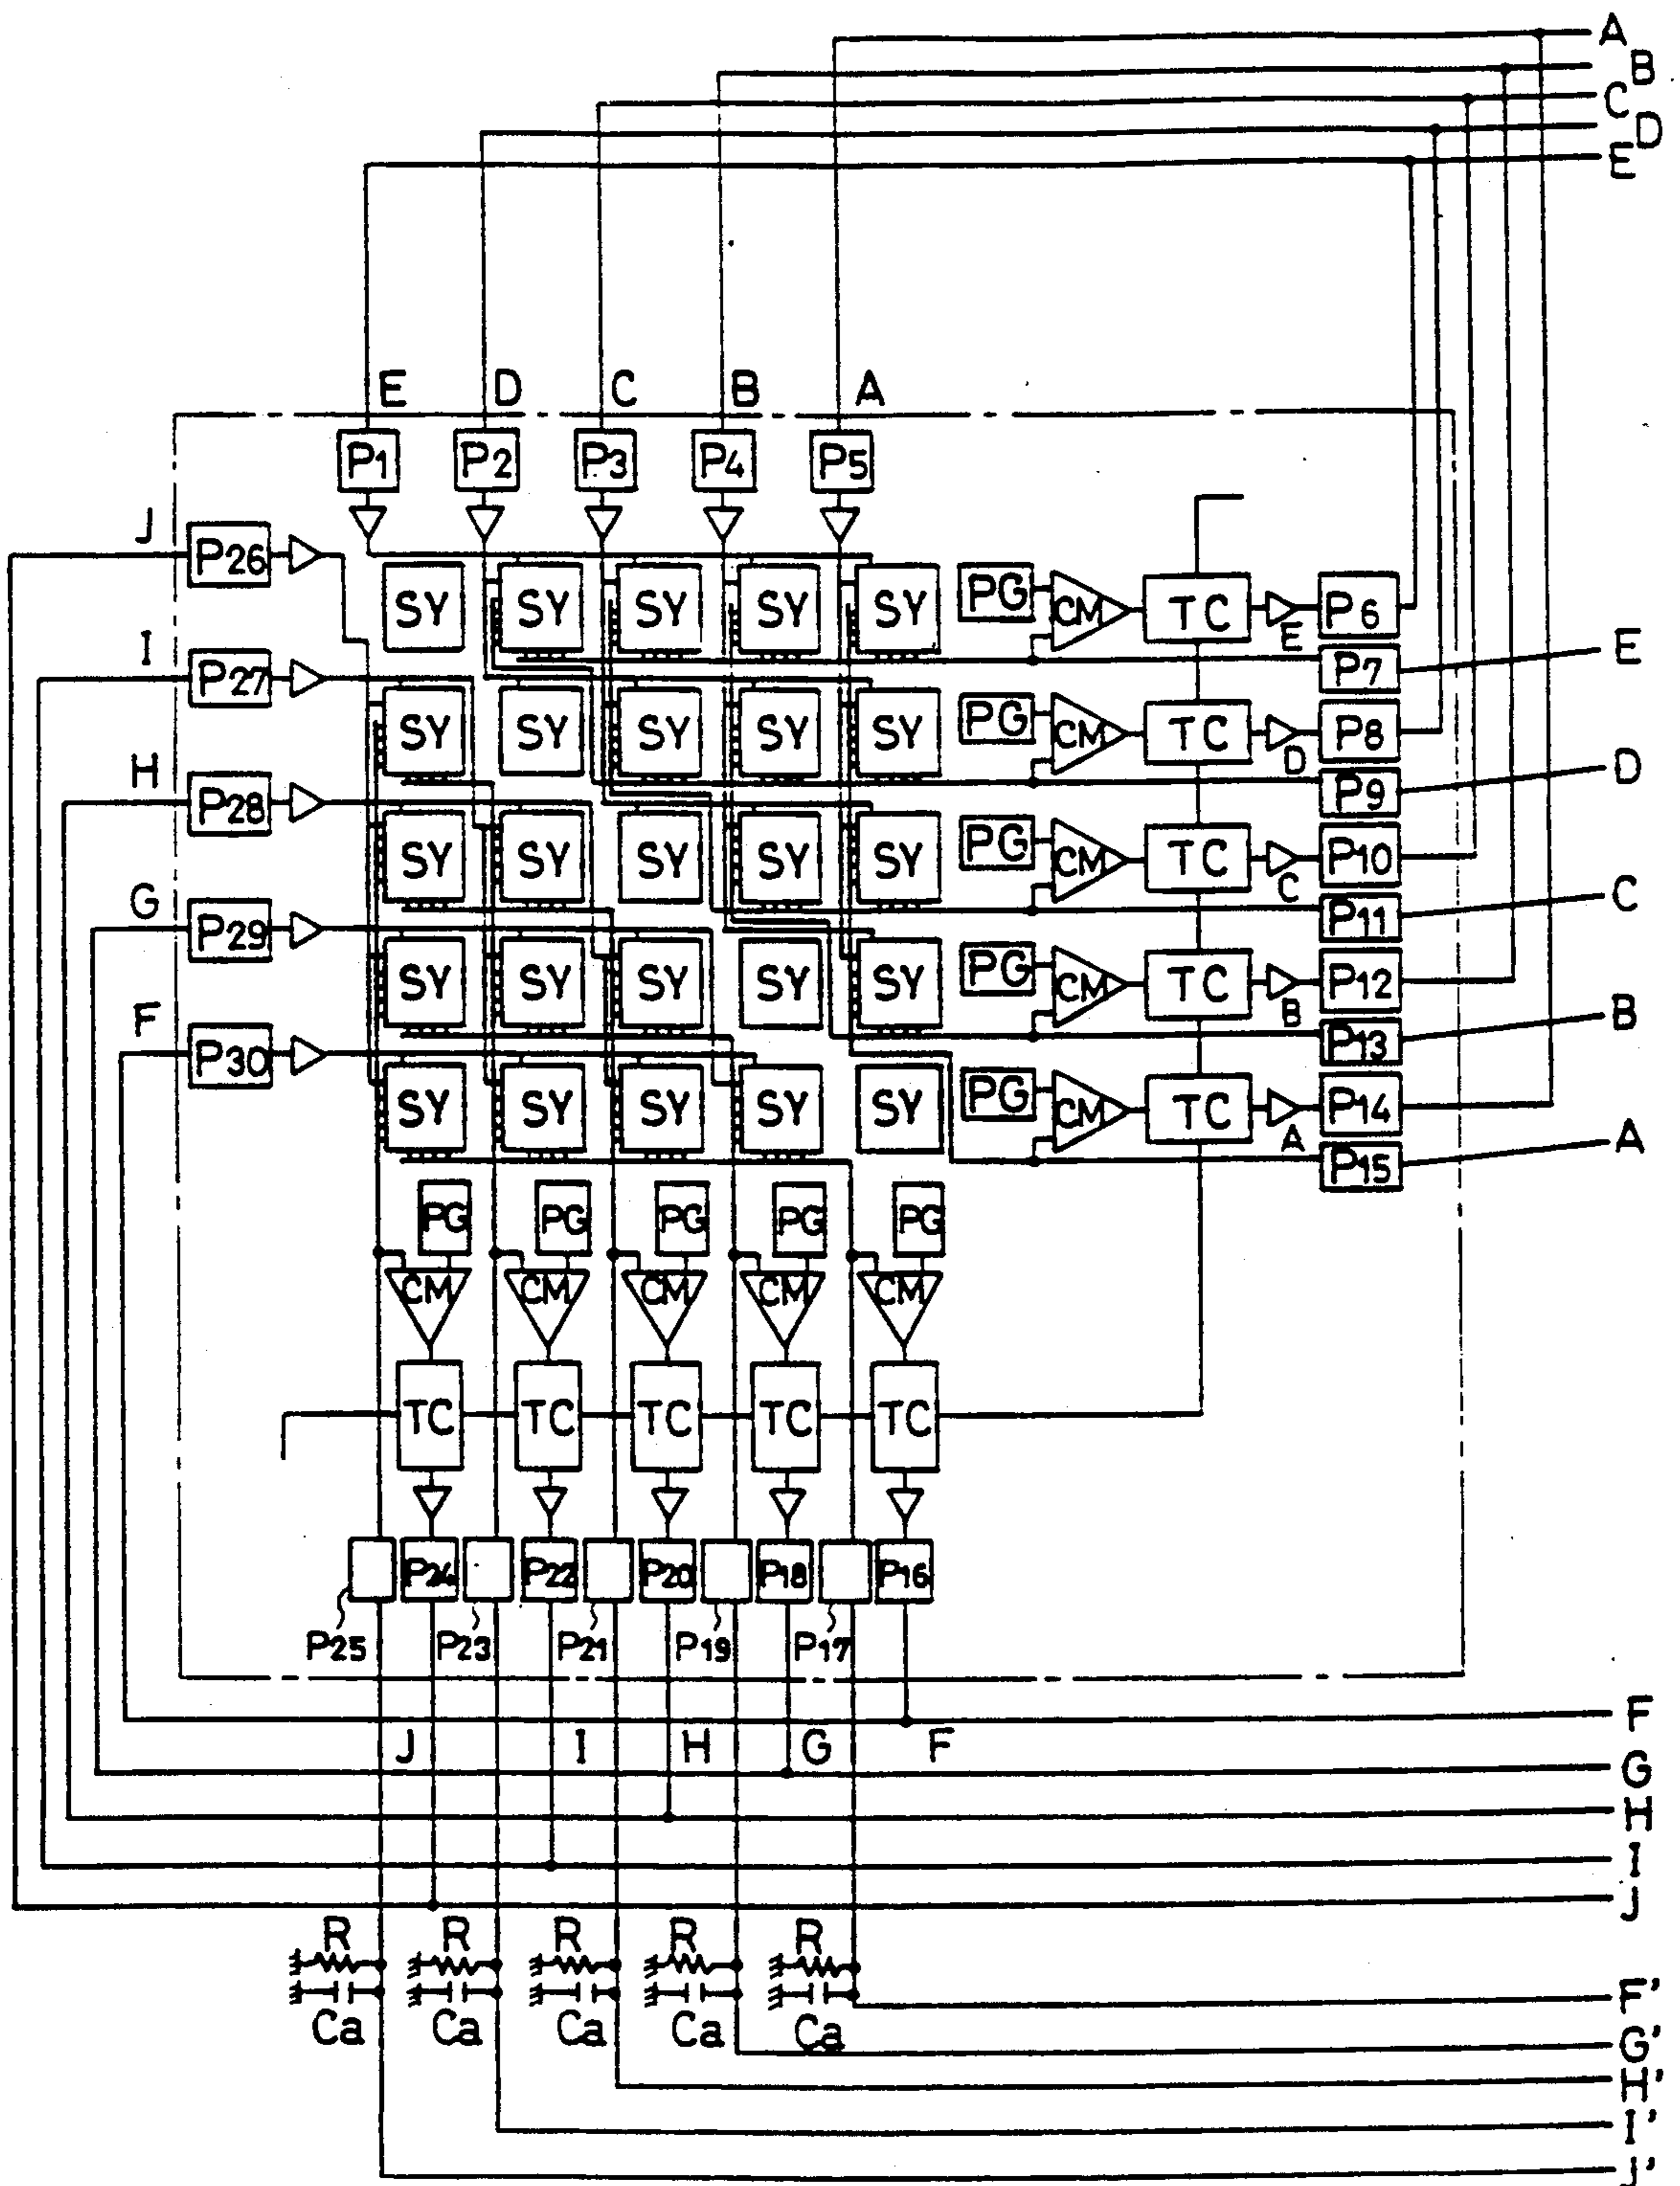 A
B
C
D
E
E D C B A
P1 P2 P3 P4 P5
J
P26
SY SY SY SY SY PG CM TC P6
E
P7 E
I
P27
SY SY SY SY SY PG CM TC P8
D
P9 D
H
P28
SY SY SY SY SY PG CM TC P10
C
P11 C
G
P29
SY SY SY SY SY PG CM TC P12
B
P13 B
F
P30
SY SY SY SY SY PG CM TC P14
A
P15 A
PG PG PG PG PG
CM CM CM CM CM
TC TC TC TC TC
P24 P22 P20 P18 P16
P25 P23 P21 P19 P17
F
J I H G F
G
H
I
J
R R R R R
Ca Ca Ca Ca Ca
F'
G'
H'
I'
J'